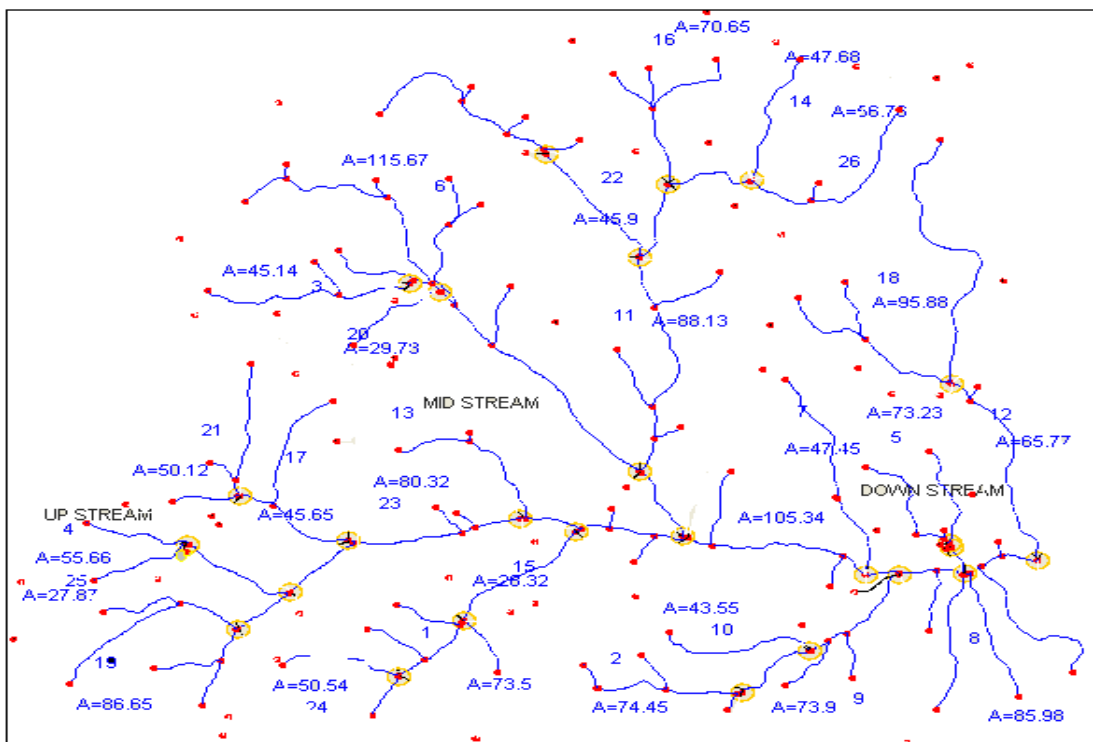 A=70.65
16
A=47.68
14
A=56.76
A=115.67
6
22
26
A=45.9
A=45.14
3
18
A=95.88
11
A=88.13
20
A=29.73
MID STREAM
13
7
A=73.23
12
5
21
17
A=47.45
A=65.77
A=50.12
A=80.32
DOWN STREAM
UP STREAM
A=45.65
23
4
A=105.34
A=55.66
15
25
A=26.32
A=27.87
A=43.55
1
10
8
19
2
A=50.54
A=73.5
9
A=86.65
24
A=74.45
A=73.9
A=85.98